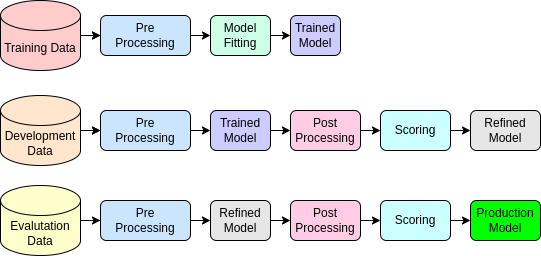 Training Data
Pre
Processing
Model
Fitting
Trained
Model
Development
Data
Pre
Processing
Trained
Model
Post
Processing
Scoring
Refined
Model
Evalutation
Data
Pre
Processing
Refined
Model
Post
Processing
Scoring
Production
Model